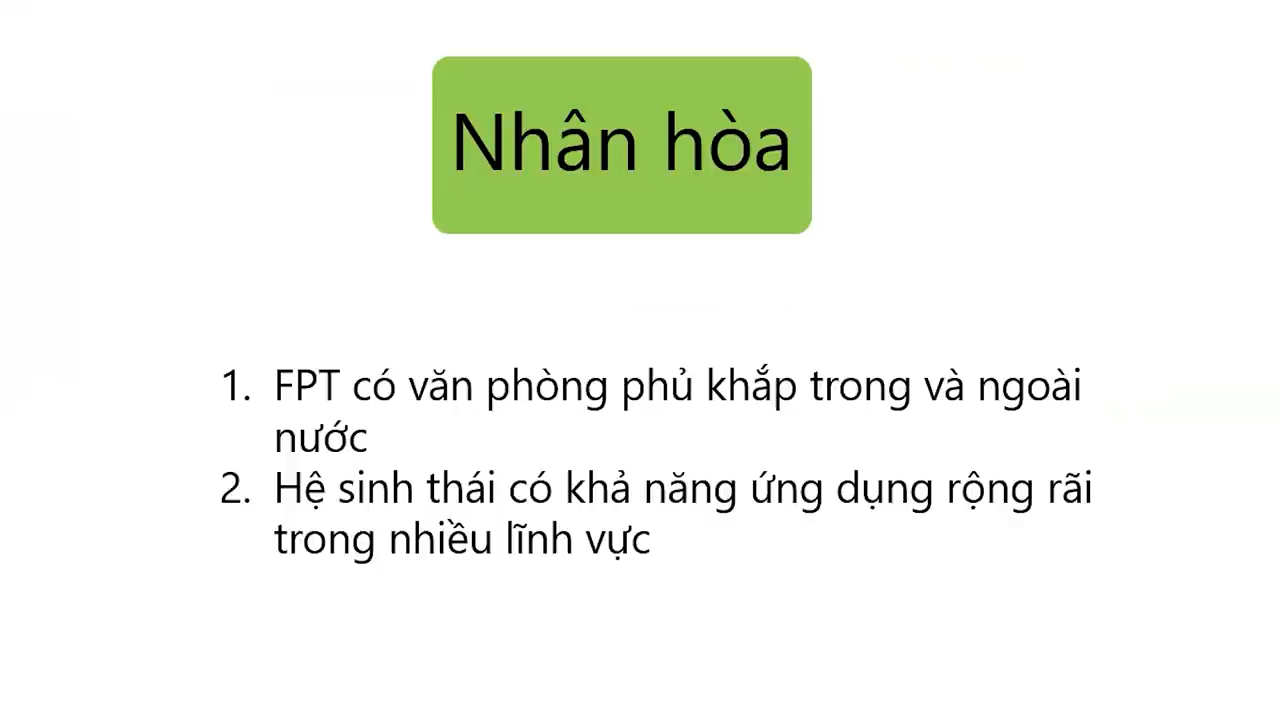 Nhân hòa
1. FPT có văn phòng phủ khắp trong và ngoài
nước
2. Hệ sinh thái có khả năng ứng dụng rộng rãi
trong nhiều lĩnh vực